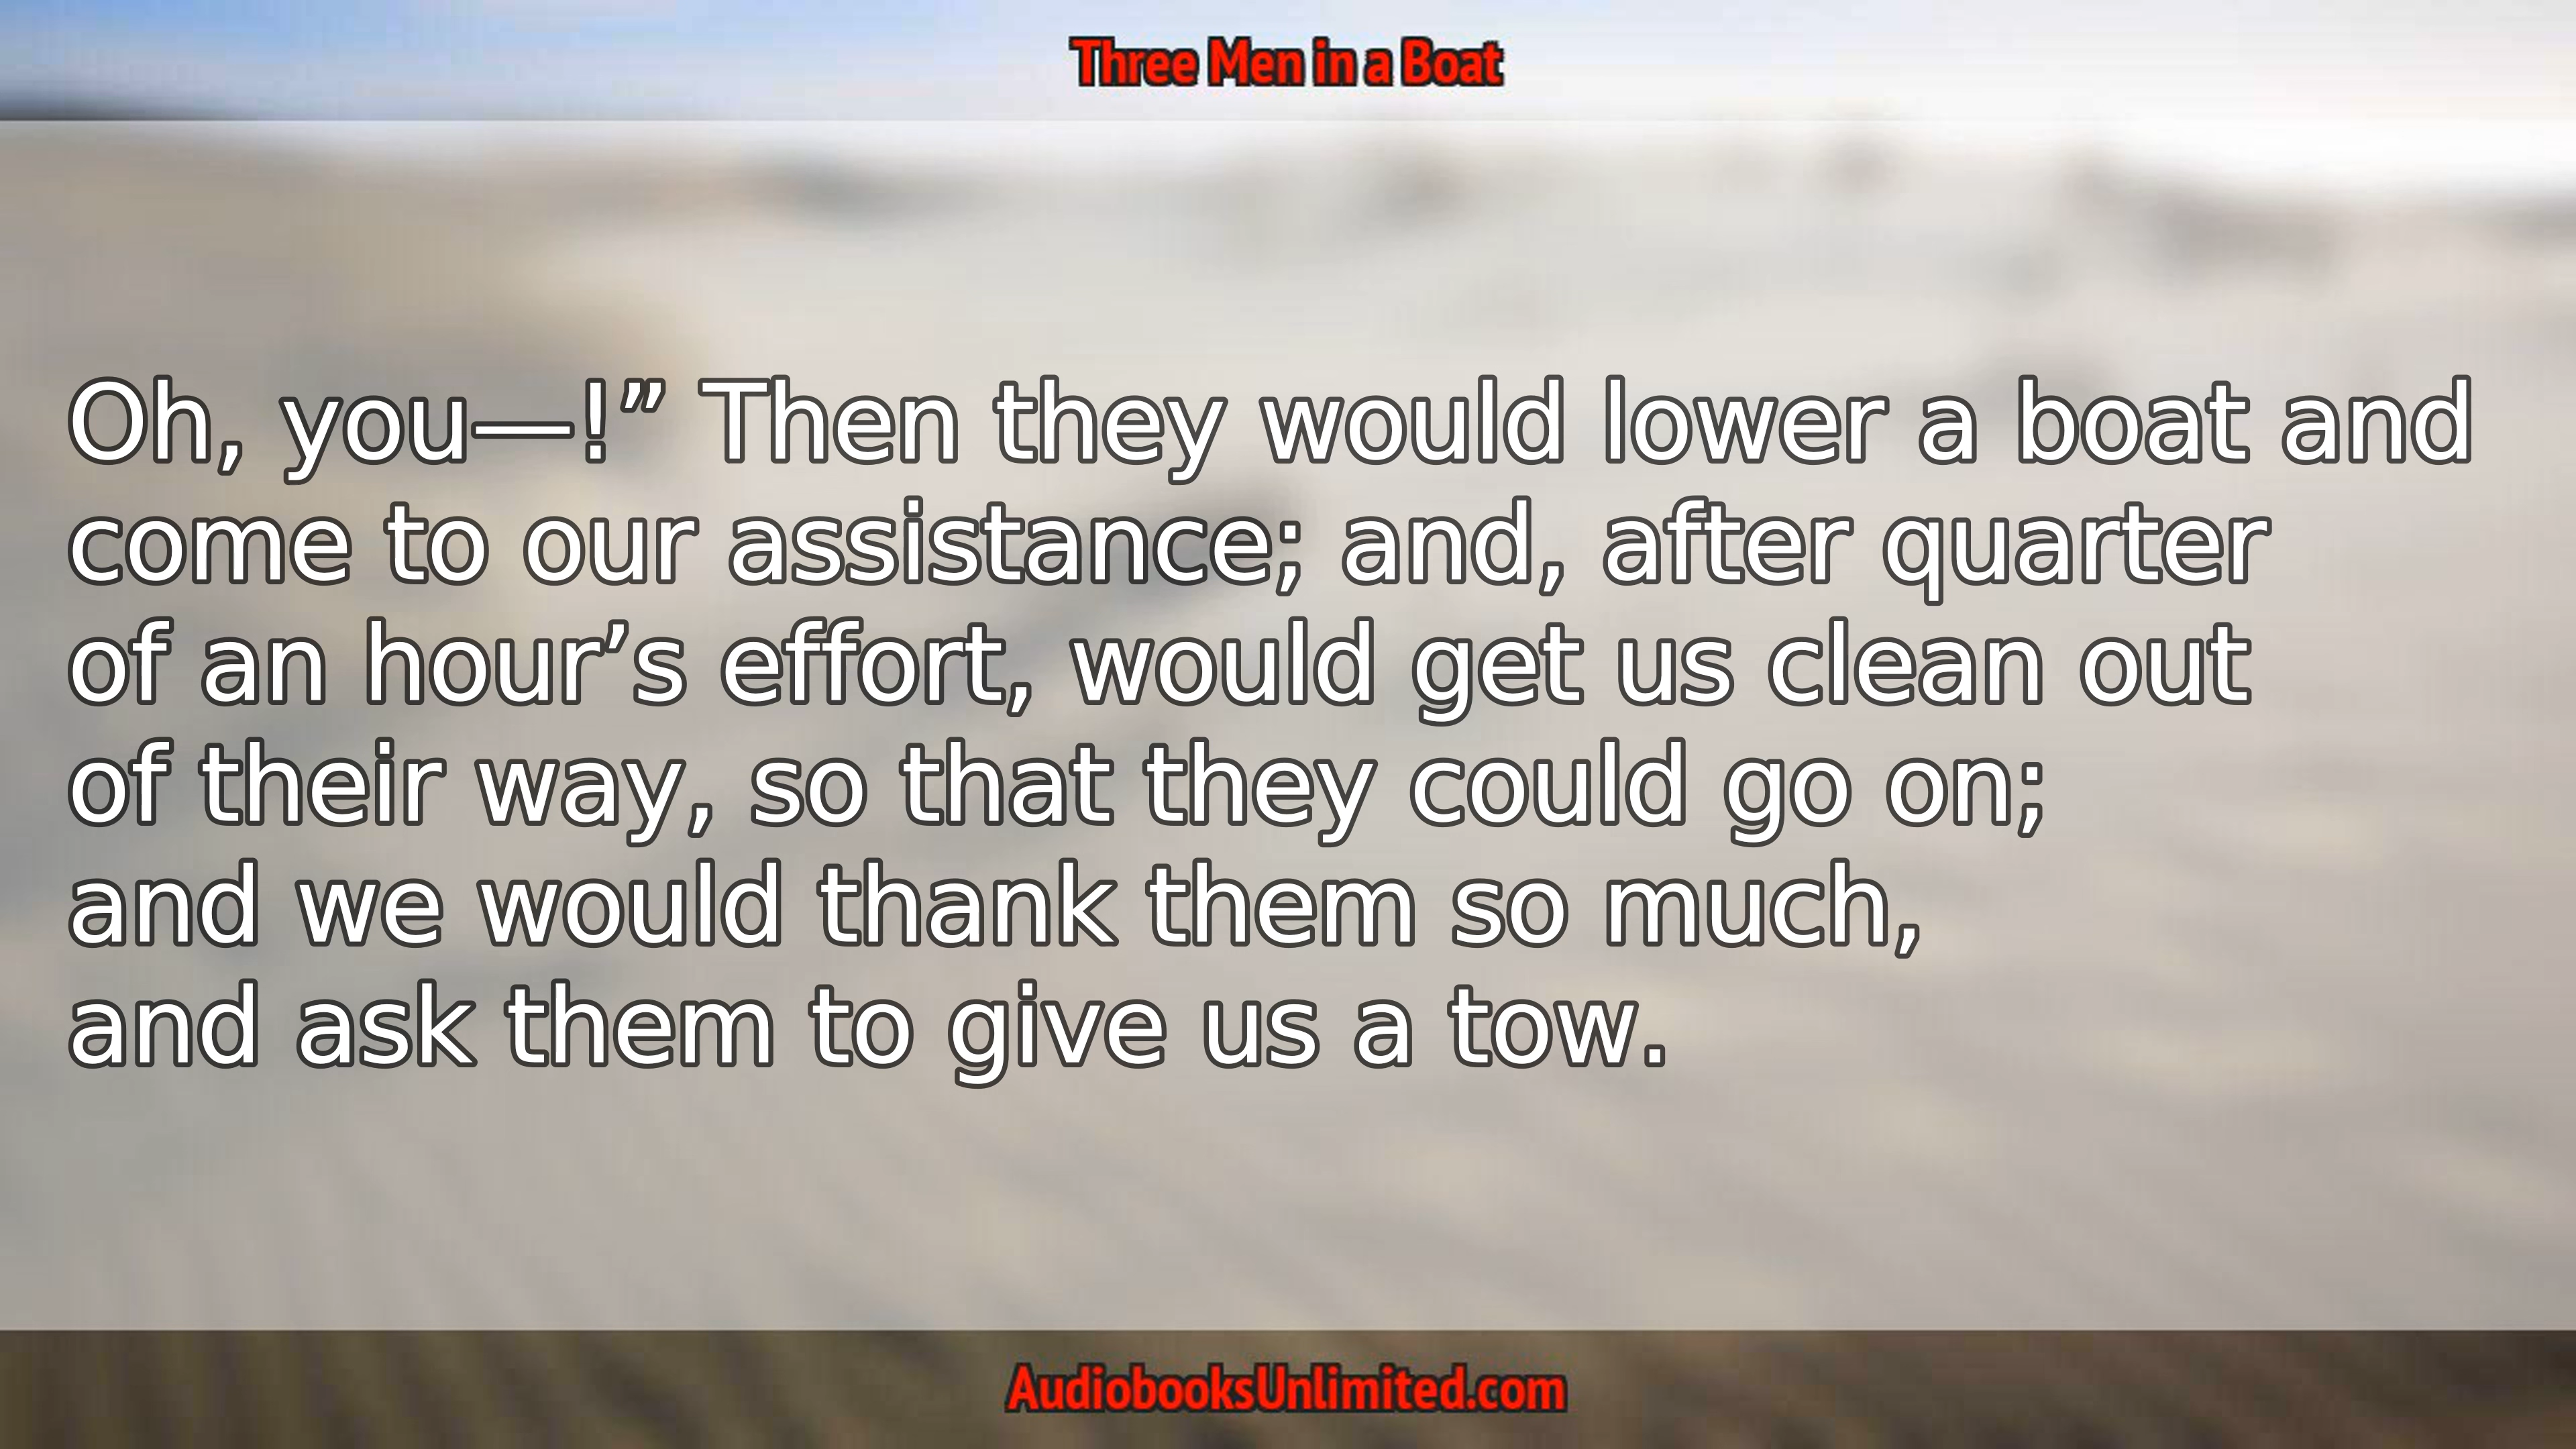 Three Men in a Boat
Oh, you—!” Then they would lower a boat and
come to our assistance; and, after quarter
of an hour’s effort, would get us clean out
of their way, so that they could go on;
and we would thank them so much,
and ask them to give us a tow.
AudiobooksUnlimited.com